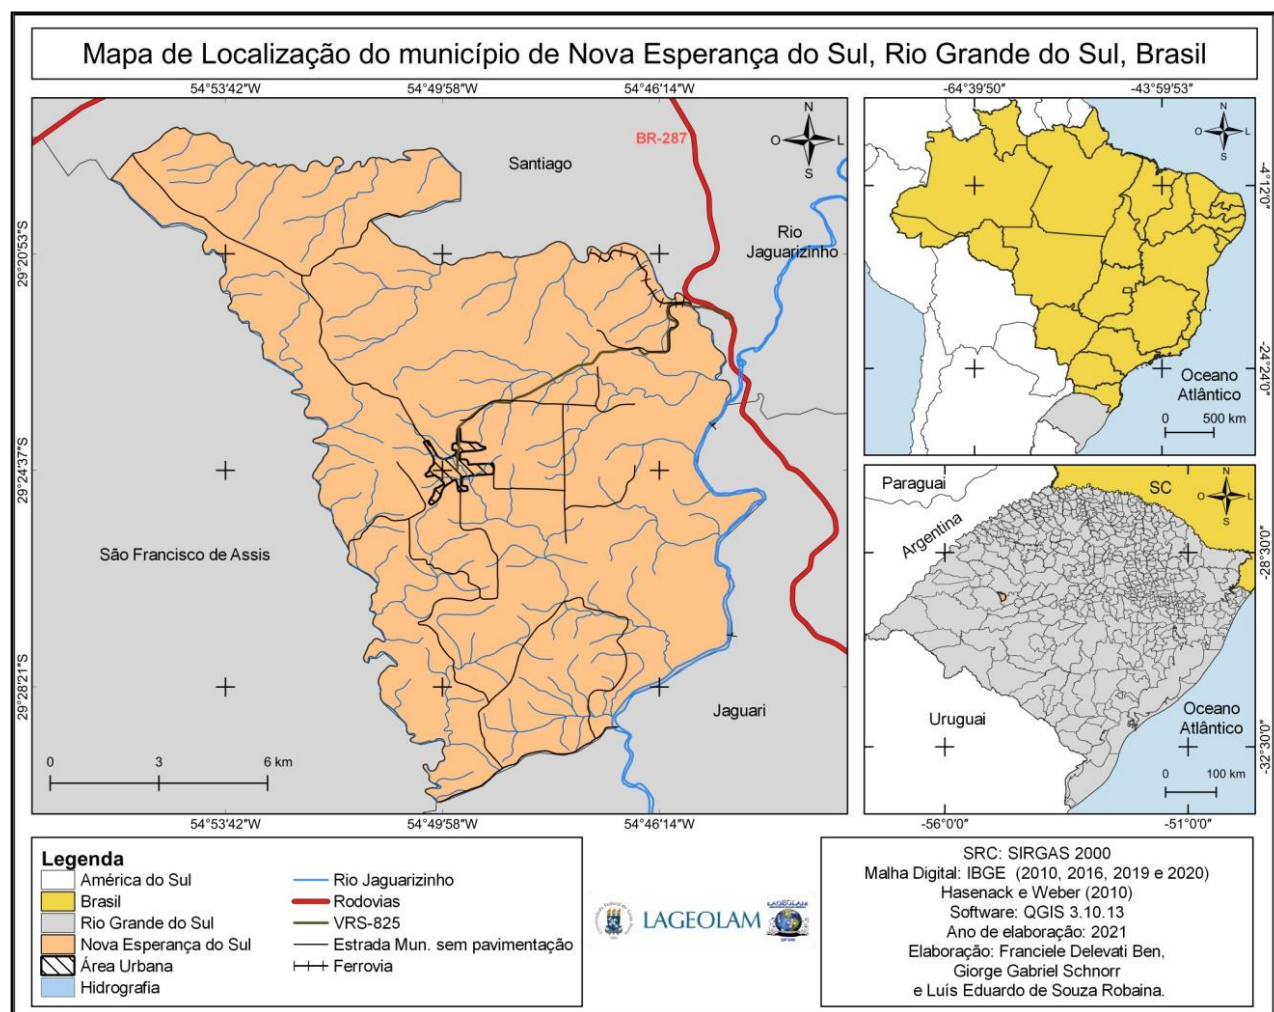 Mapa de Localização do município de Nova Esperança do Sul, Rio Grande do Sul, Brasil
54°53'42"W
54°49'58"W
54°46'14"W
29°20'53"S
29°24'37"S
29°28'21"S
BR-287
Santiago
N
O
L
S
Rio
Jaguarizinho
São Francisco de Assis
Jaguari
0
3
6 km
54°53'42"W
54°49'58"W
54°46'14"W
-64°39'50"
-43°59'53"
N
O
L
S
-4°12'0"
-24°24'0"
Oceano
Atlântico
0
500 km
Paraguai
SC
N
O
L
S
Argentina
-28°30'0"
Uruguai
Oceano
Atlântico
-32°30'0"
0
100 km
-56°0'0"
-51°0'0"
Legenda
América do Sul
Brasil
Rio Grande do Sul
Nova Esperança do Sul
Área Urbana
Hidrografia
Rio Jaguarizinho
Rodovias
VRS-825
Estrada Mun. sem pavimentação
Ferrovia
LAGEOLAM
LAGEOLAM
SRC: SIRGAS 2000
Malha Digital: IBGE (2010, 2016, 2019 e 2020)
Hasenack e Weber (2010)
Software: QGIS 3.10.13
Ano de elaboração: 2021
Elaboração: Franciele Delevati Ben,
Giorge Gabriel Schnorr
e Luís Eduardo de Souza Robaina.